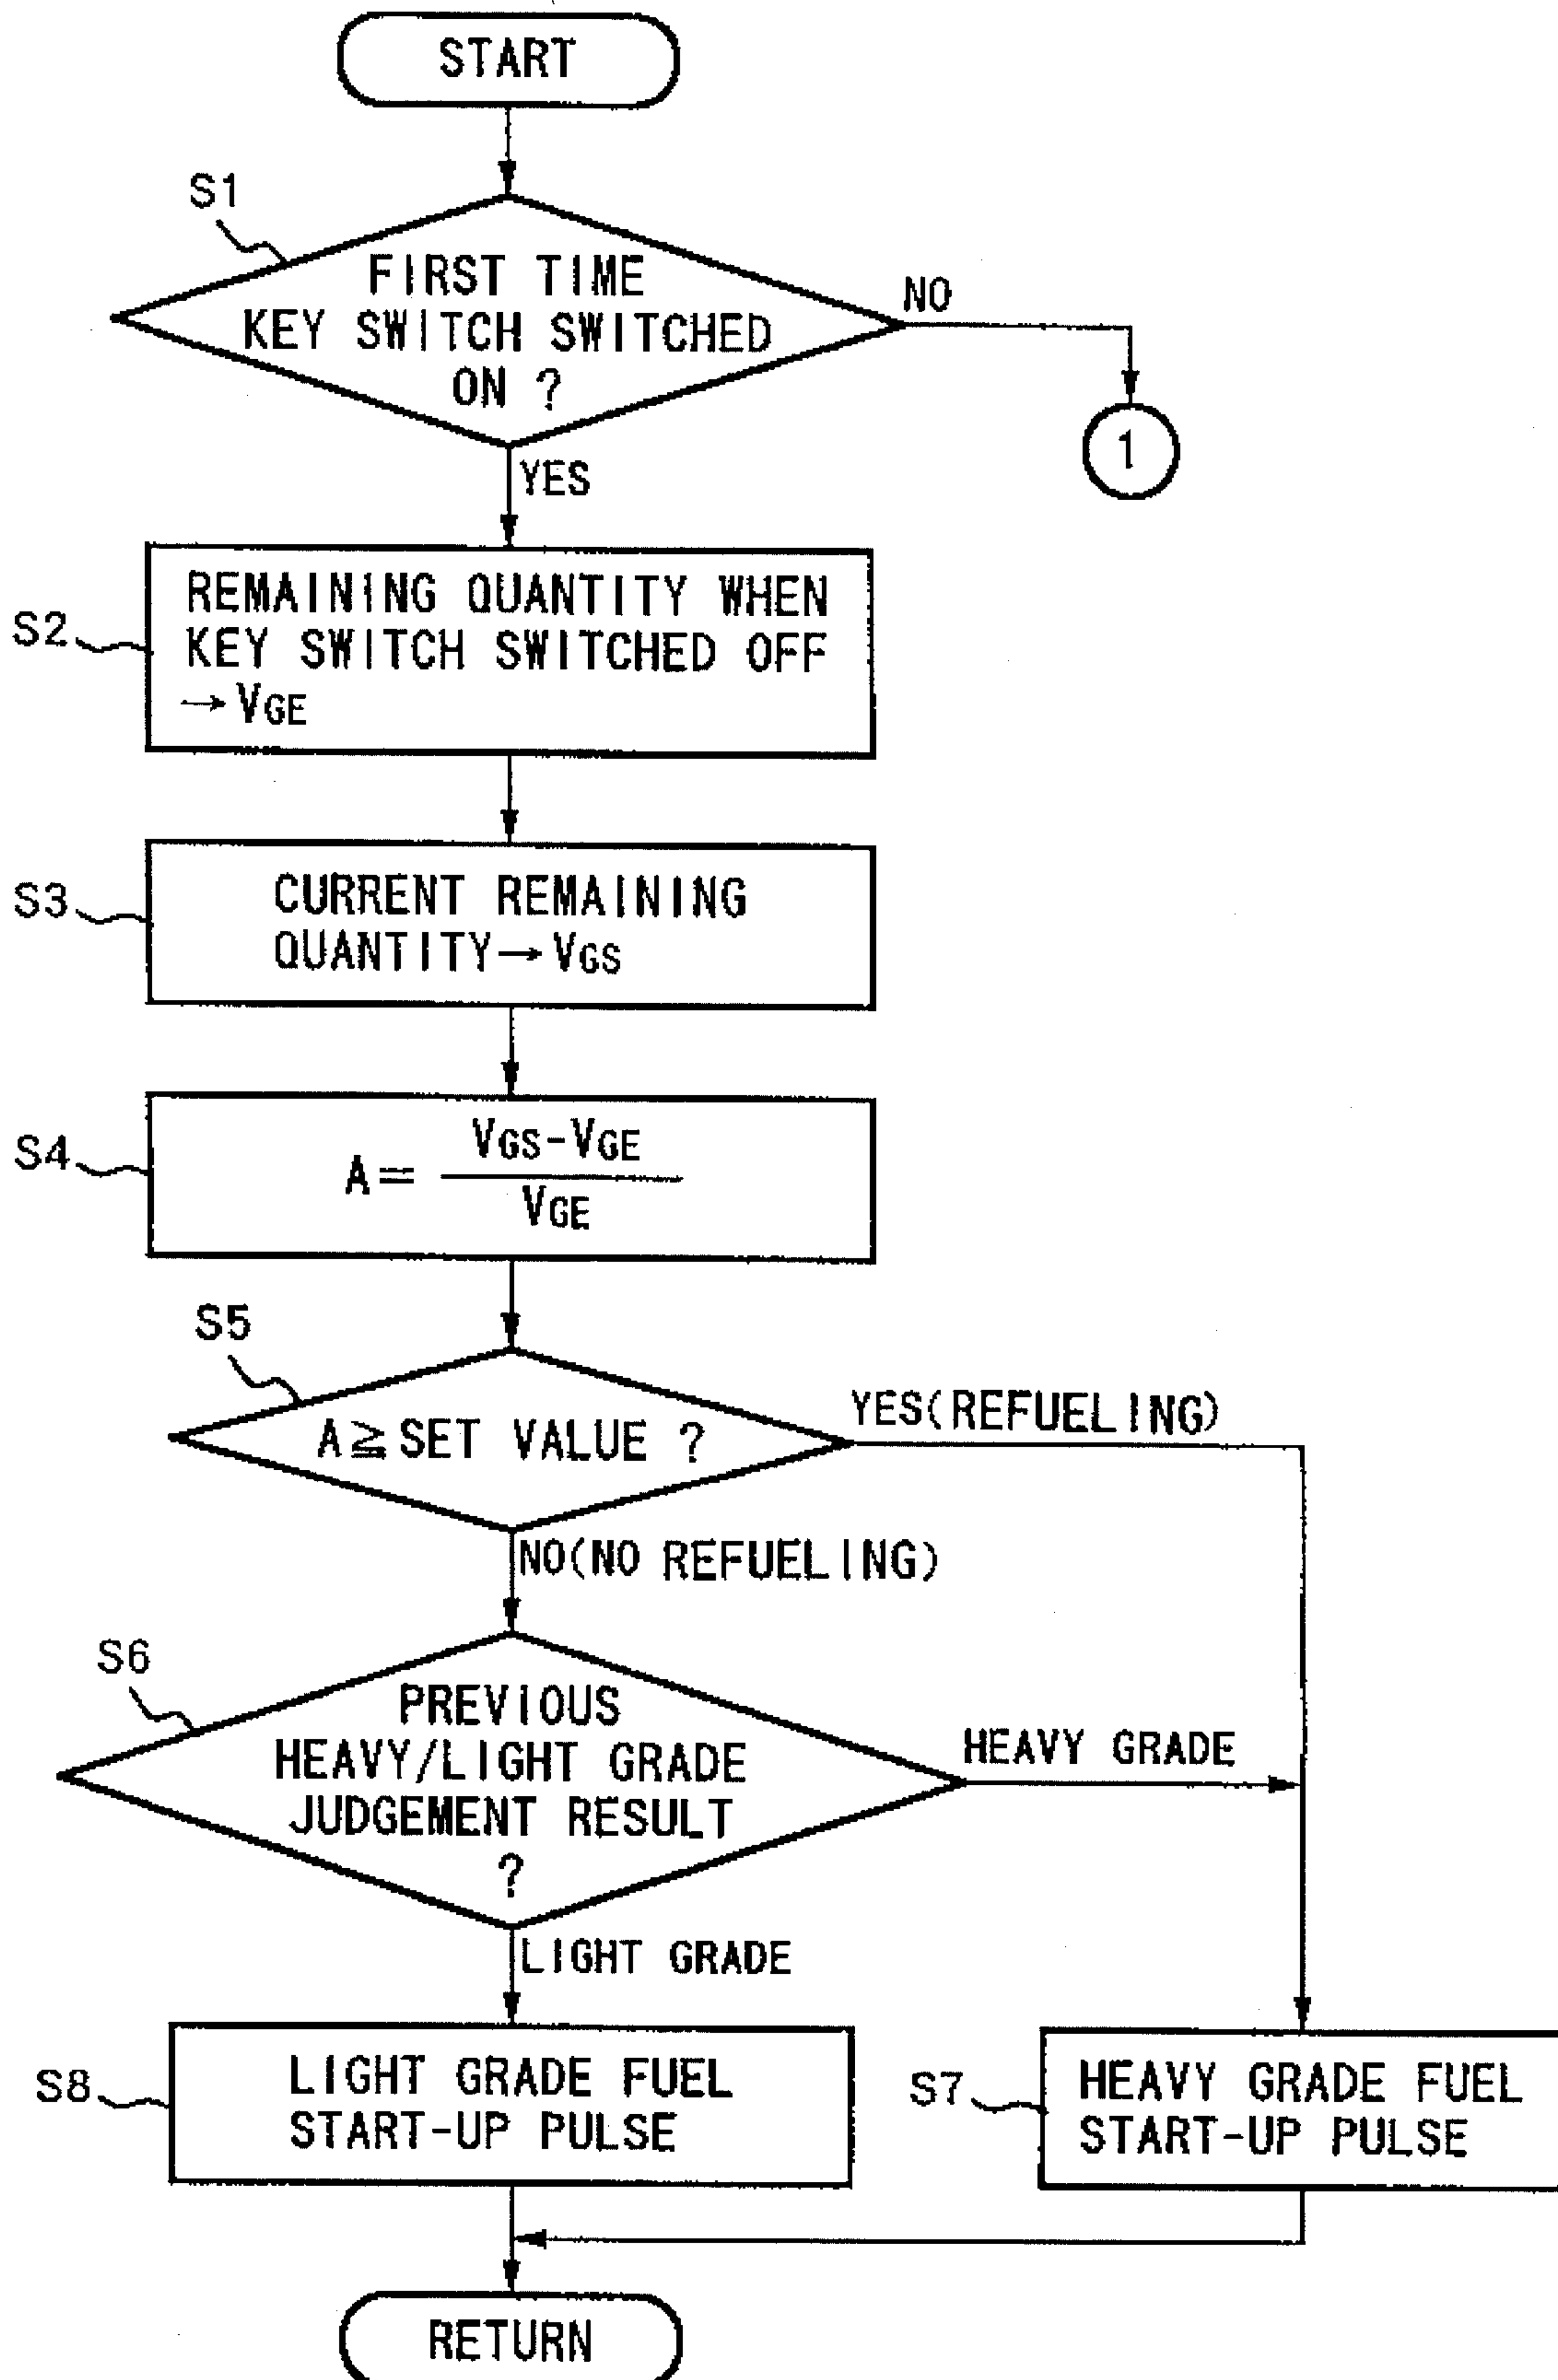 START
S1
FIRST TIME
KEY SWITCH SWITCHED
ON ?
NO
1
YES
S2
REMAINING QUANTITY WHEN
KEY SWITCH SWITCHED OFF
→ VGE
S3
CURRENT REMAINING
QUANTITY → VGS
S4
A = (VGS-VGE)/VGE
S5
A ≧ SET VALUE ?
YES(REFUELING)
NO(NO REFUELING)
S6
PREVIOUS
HEAVY/LIGHT GRADE
JUDGEMENT RESULT
?
HEAVY GRADE
LIGHT GRADE
S8
LIGHT GRADE FUEL
START-UP PULSE
S7
HEAVY GRADE FUEL
START-UP PULSE
RETURN